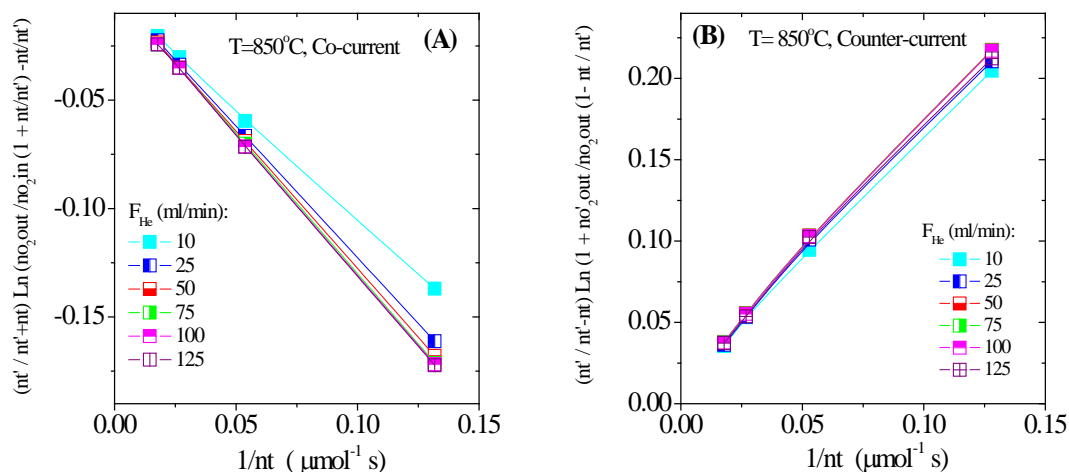 (nt' / nt'+nt) Ln (no₂out /no₂in (1 + nt/nt') -nt/nt')
T=850°C, Co-current (A)
-0.05
-0.10
-0.15
F_He (ml/min):
10
25
50
75
100
125
0.00 0.05 0.10 0.15
1/nt ( μmol⁻¹ s)
(nt' / nt'-nt) Ln (1 + no'₂out /no₂out (1- nt / nt')
(B) T= 850°C, Counter-current
0.20
0.15
0.10
0.05
0.00
F_He (ml/min):
10
25
50
75
100
125
0.00 0.05 0.10 0.15
1/nt (μmol⁻¹ s)